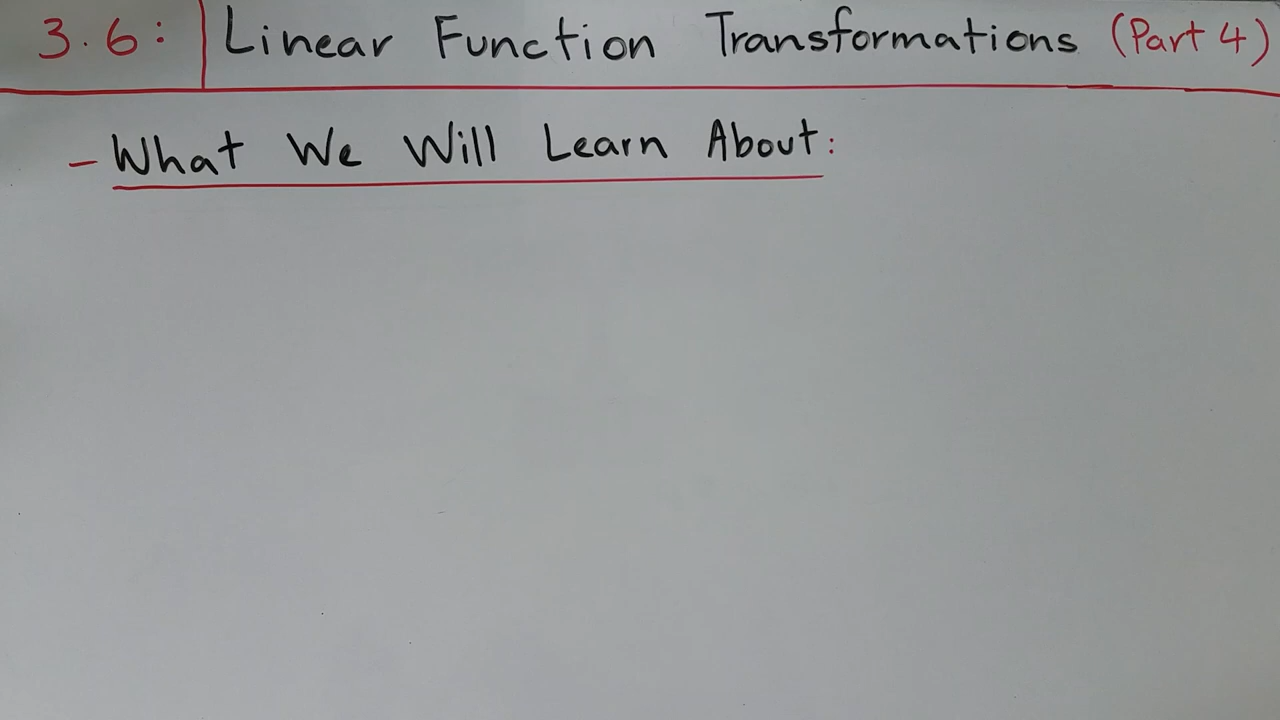 3.6: Linear Function Transformations (Part 4)
- What We Will Learn About: